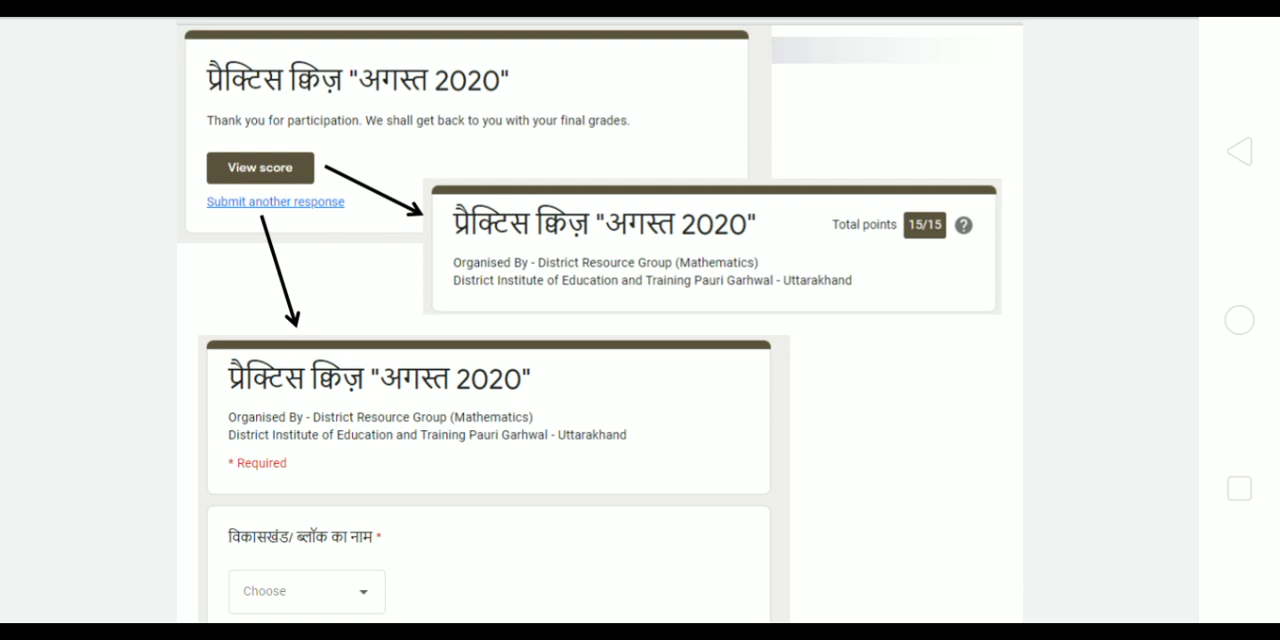 प्रैक्टिस क्विज़ "अगस्त 2020"
Thank you for participation. We shall get back to you with your final grades.
View score
Submit another response
प्रैक्टिस क्विज़ "अगस्त 2020"
Total points 15/15 ?
Organised By - District Resource Group (Mathematics)
District Institute of Education and Training Pauri Garhwal - Uttarakhand
प्रैक्टिस क्विज़ "अगस्त 2020"
Organised By - District Resource Group (Mathematics)
District Institute of Education and Training Pauri Garhwal - Uttarakhand
* Required
विकासखंड/ ब्लॉक का नाम *
Choose